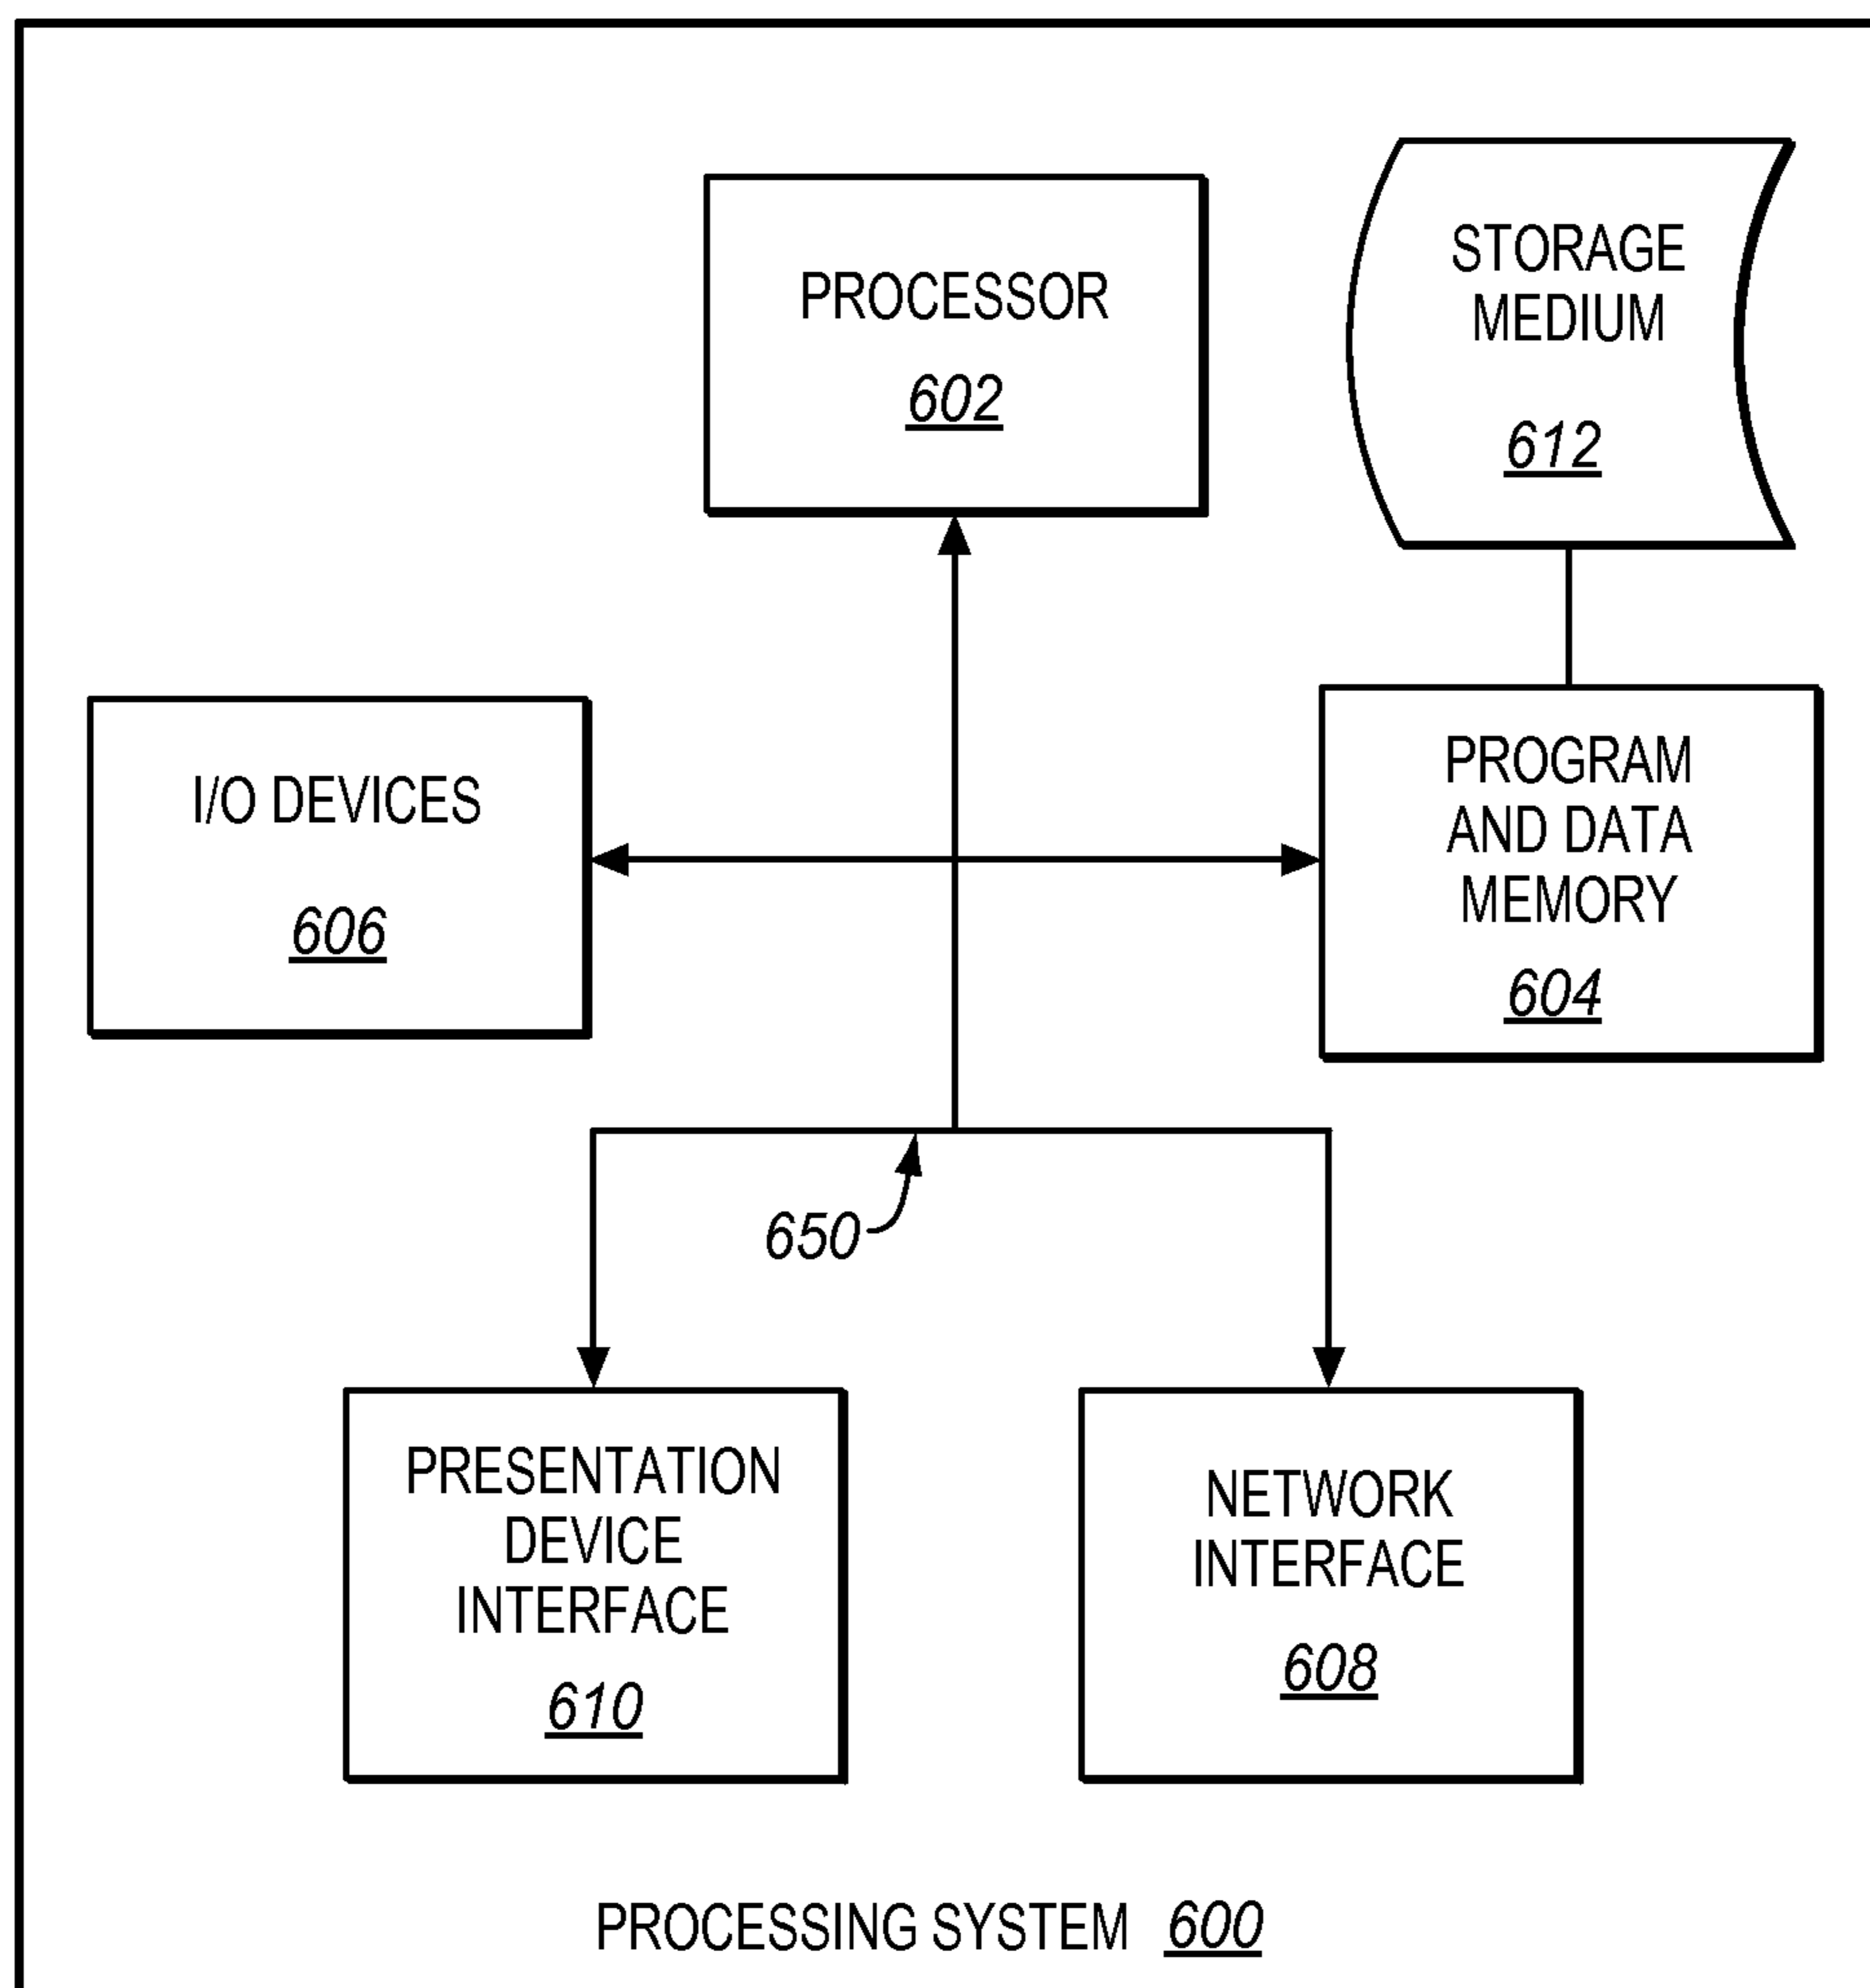 PROCESSOR
602
STORAGE
MEDIUM
612
I/O DEVICES
606
PROGRAM
AND DATA
MEMORY
604
650
PRESENTATION
DEVICE
INTERFACE
610
NETWORK
INTERFACE
608
PROCESSING SYSTEM 600